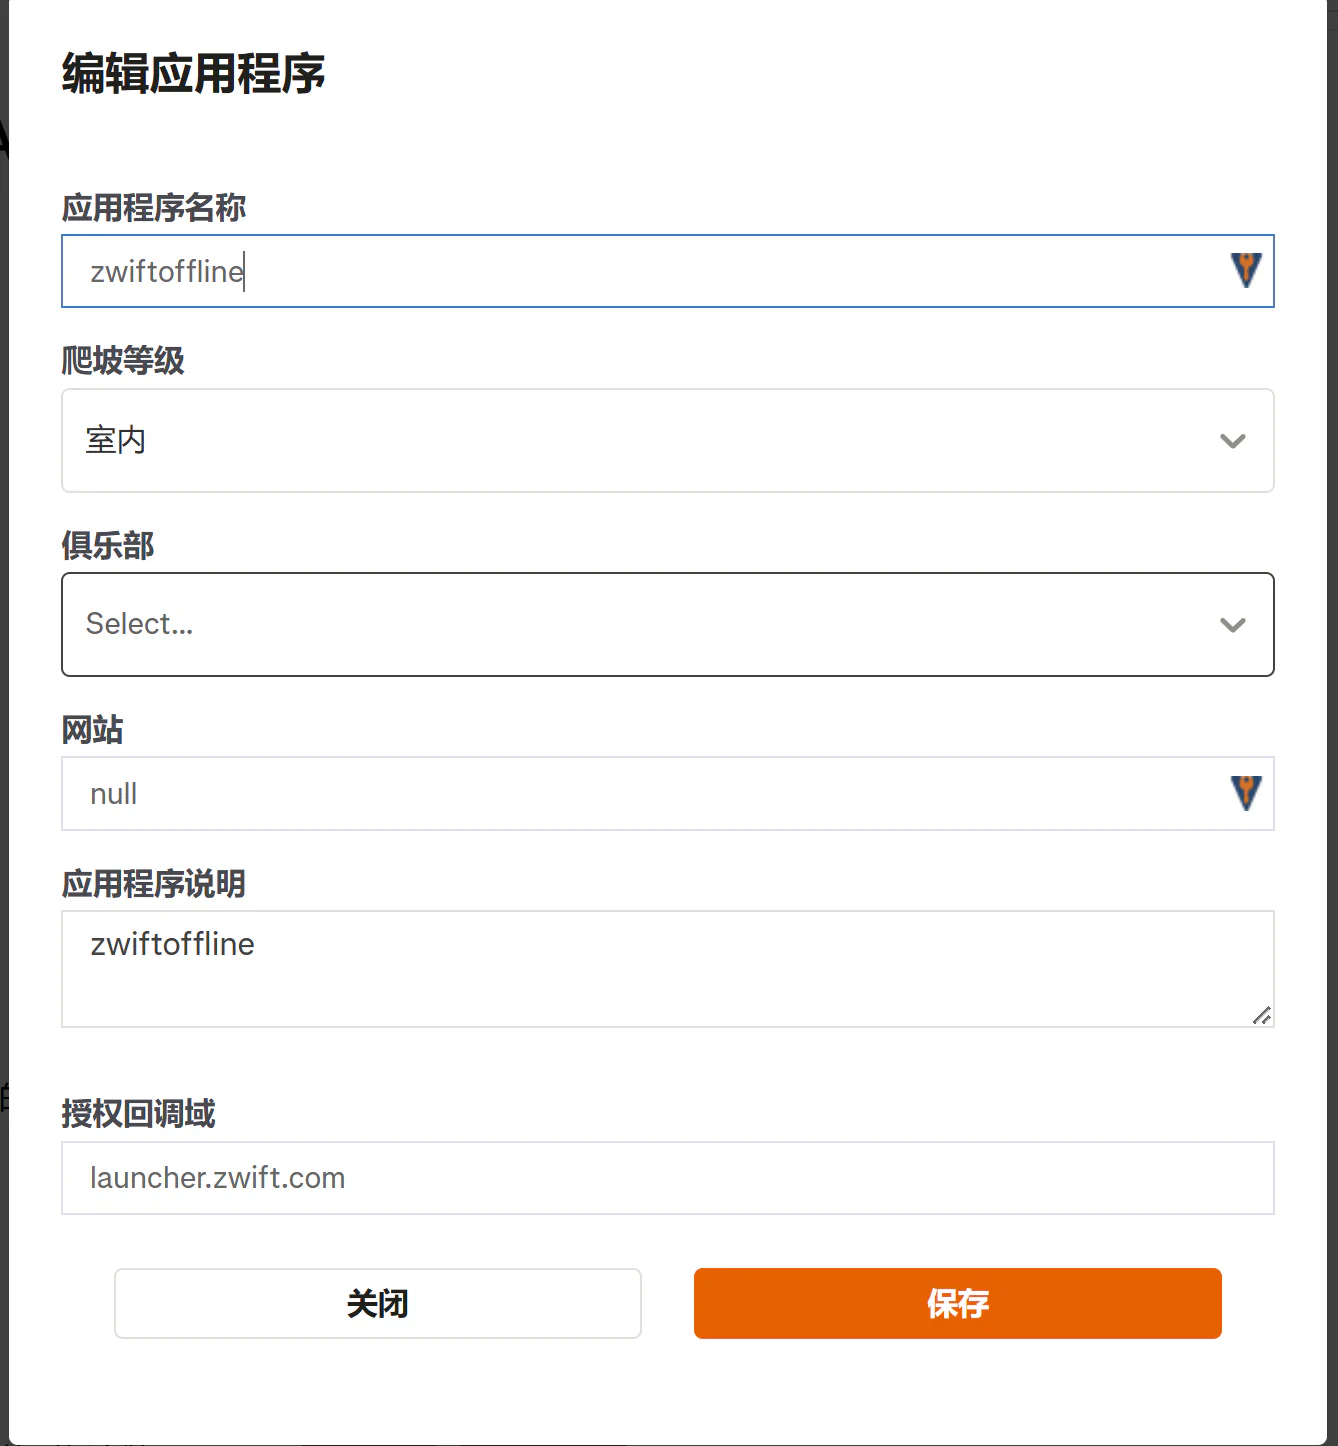 编辑应用程序
应用程序名称
zwiftoffline
爬坡等级
室内
俱乐部
Select...
网站
null
应用程序说明
zwiftoffline
授权回调域
launcher.zwift.com
关闭
保存